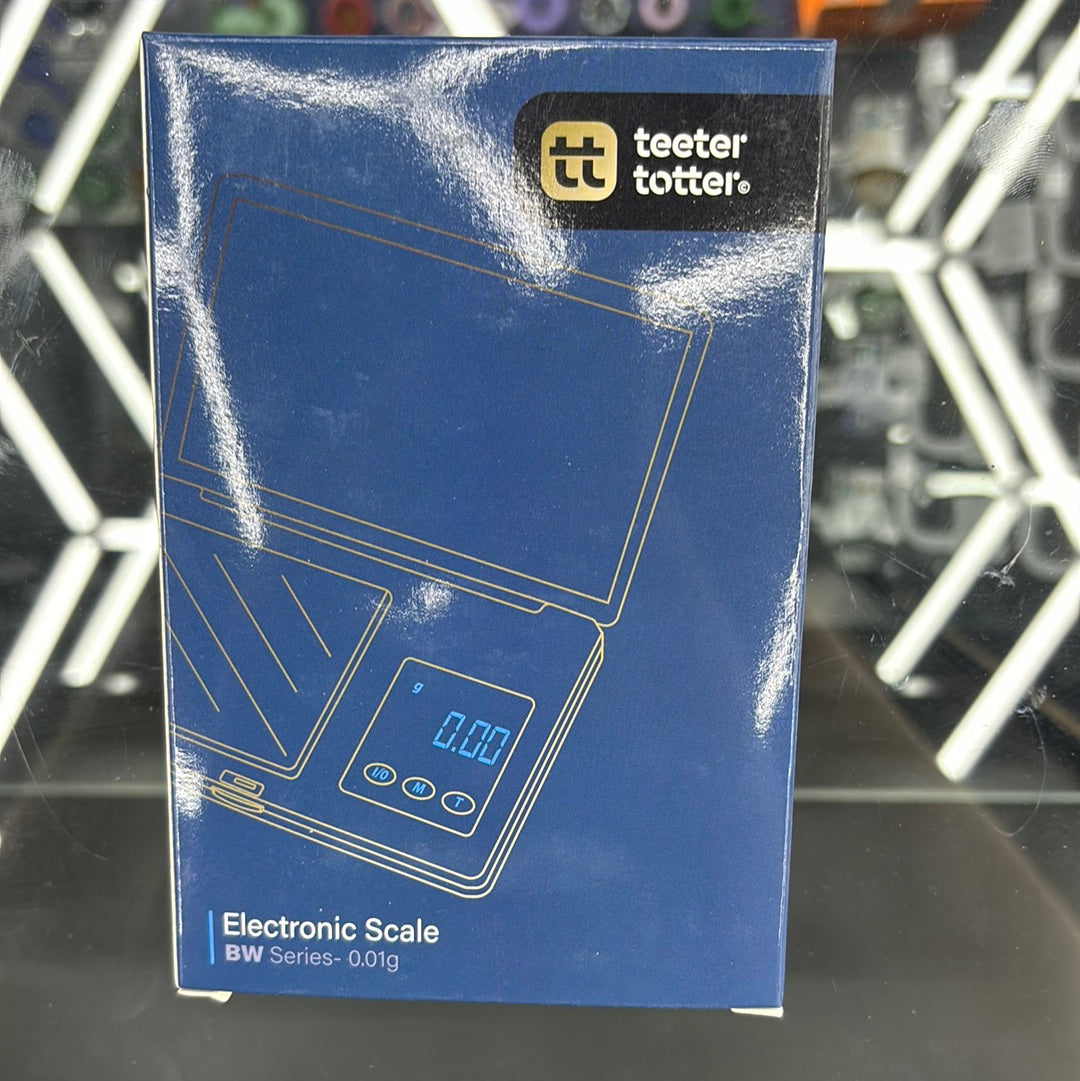 tt
teeter
totter©
g
0.00
I/O
M
T
Electronic Scale
BW Series- 0.01g